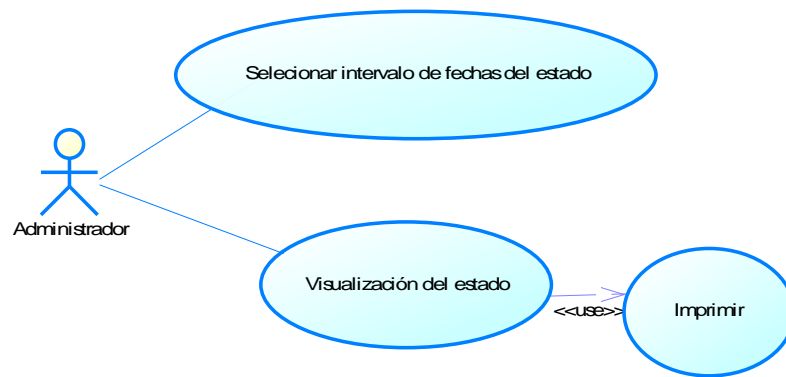 Selecionar intervalo de fechas del estado
Administrador
Visualización del estado
<<use>>
Imprimir